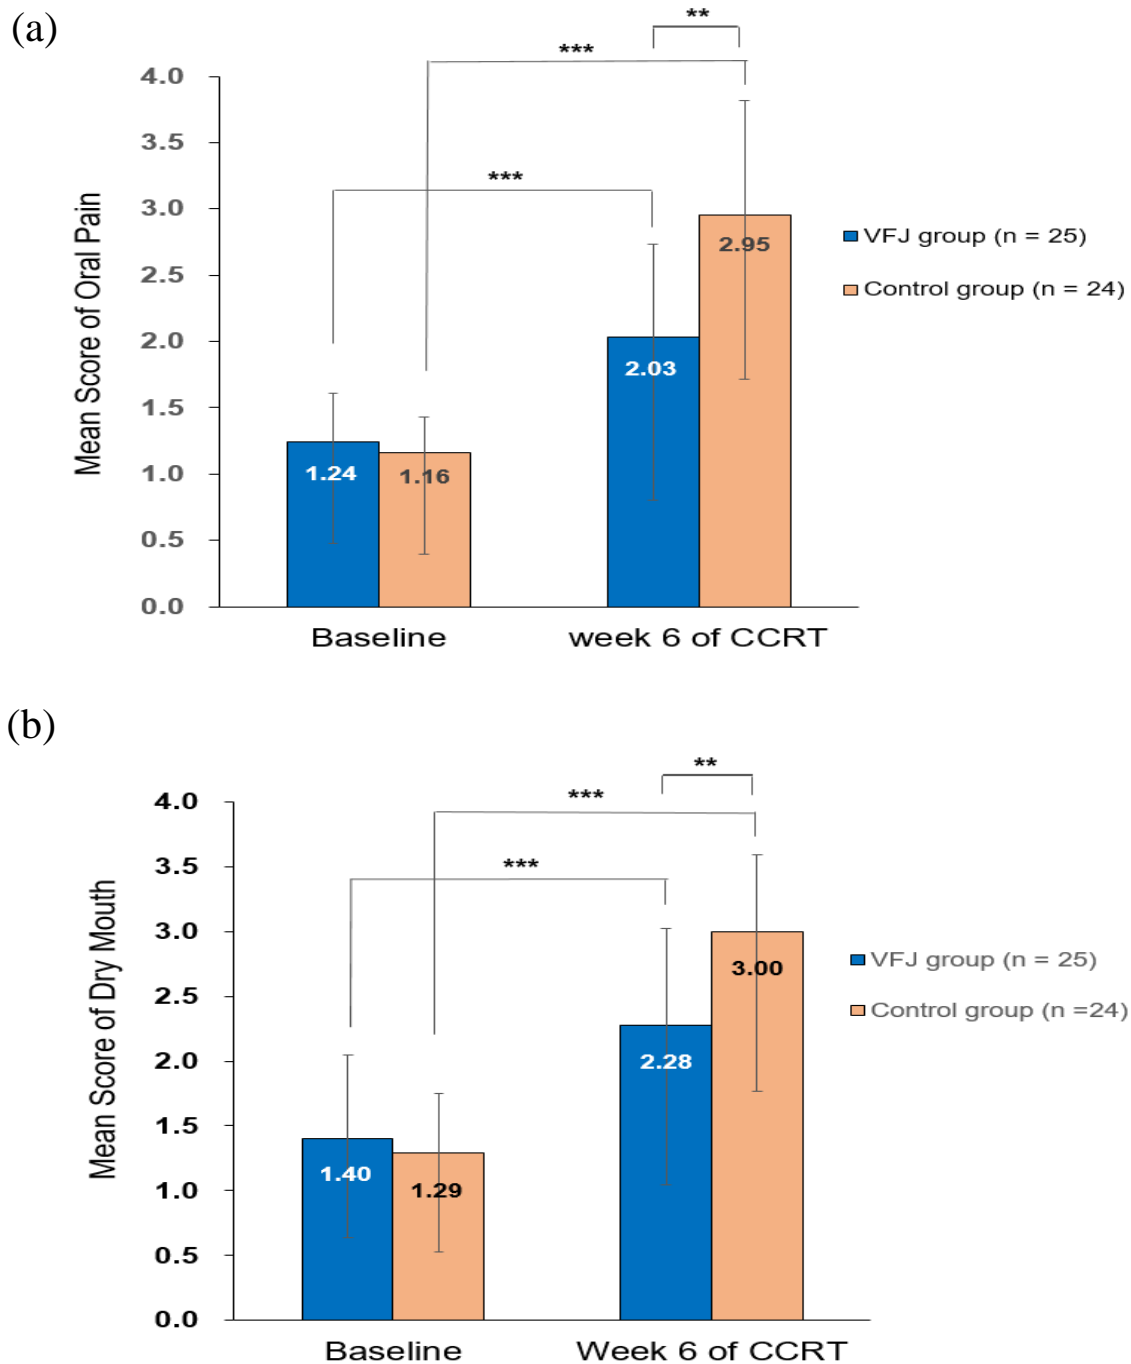 (a)
**
***
***
4.0
3.5
3.0
2.5
2.0
1.5
1.0
0.5
0.0
Mean Score of Oral Pain
1.24
1.16
2.03
2.95
Baseline
week 6 of CCRT
VFJ group (n = 25)
Control group (n = 24)
(b)
**
***
***
4.0
3.5
3.0
2.5
2.0
1.5
1.0
0.5
0.0
Mean Score of Dry Mouth
1.40
1.29
2.28
3.00
Baseline
Week 6 of CCRT
VFJ group (n = 25)
Control group (n =24)